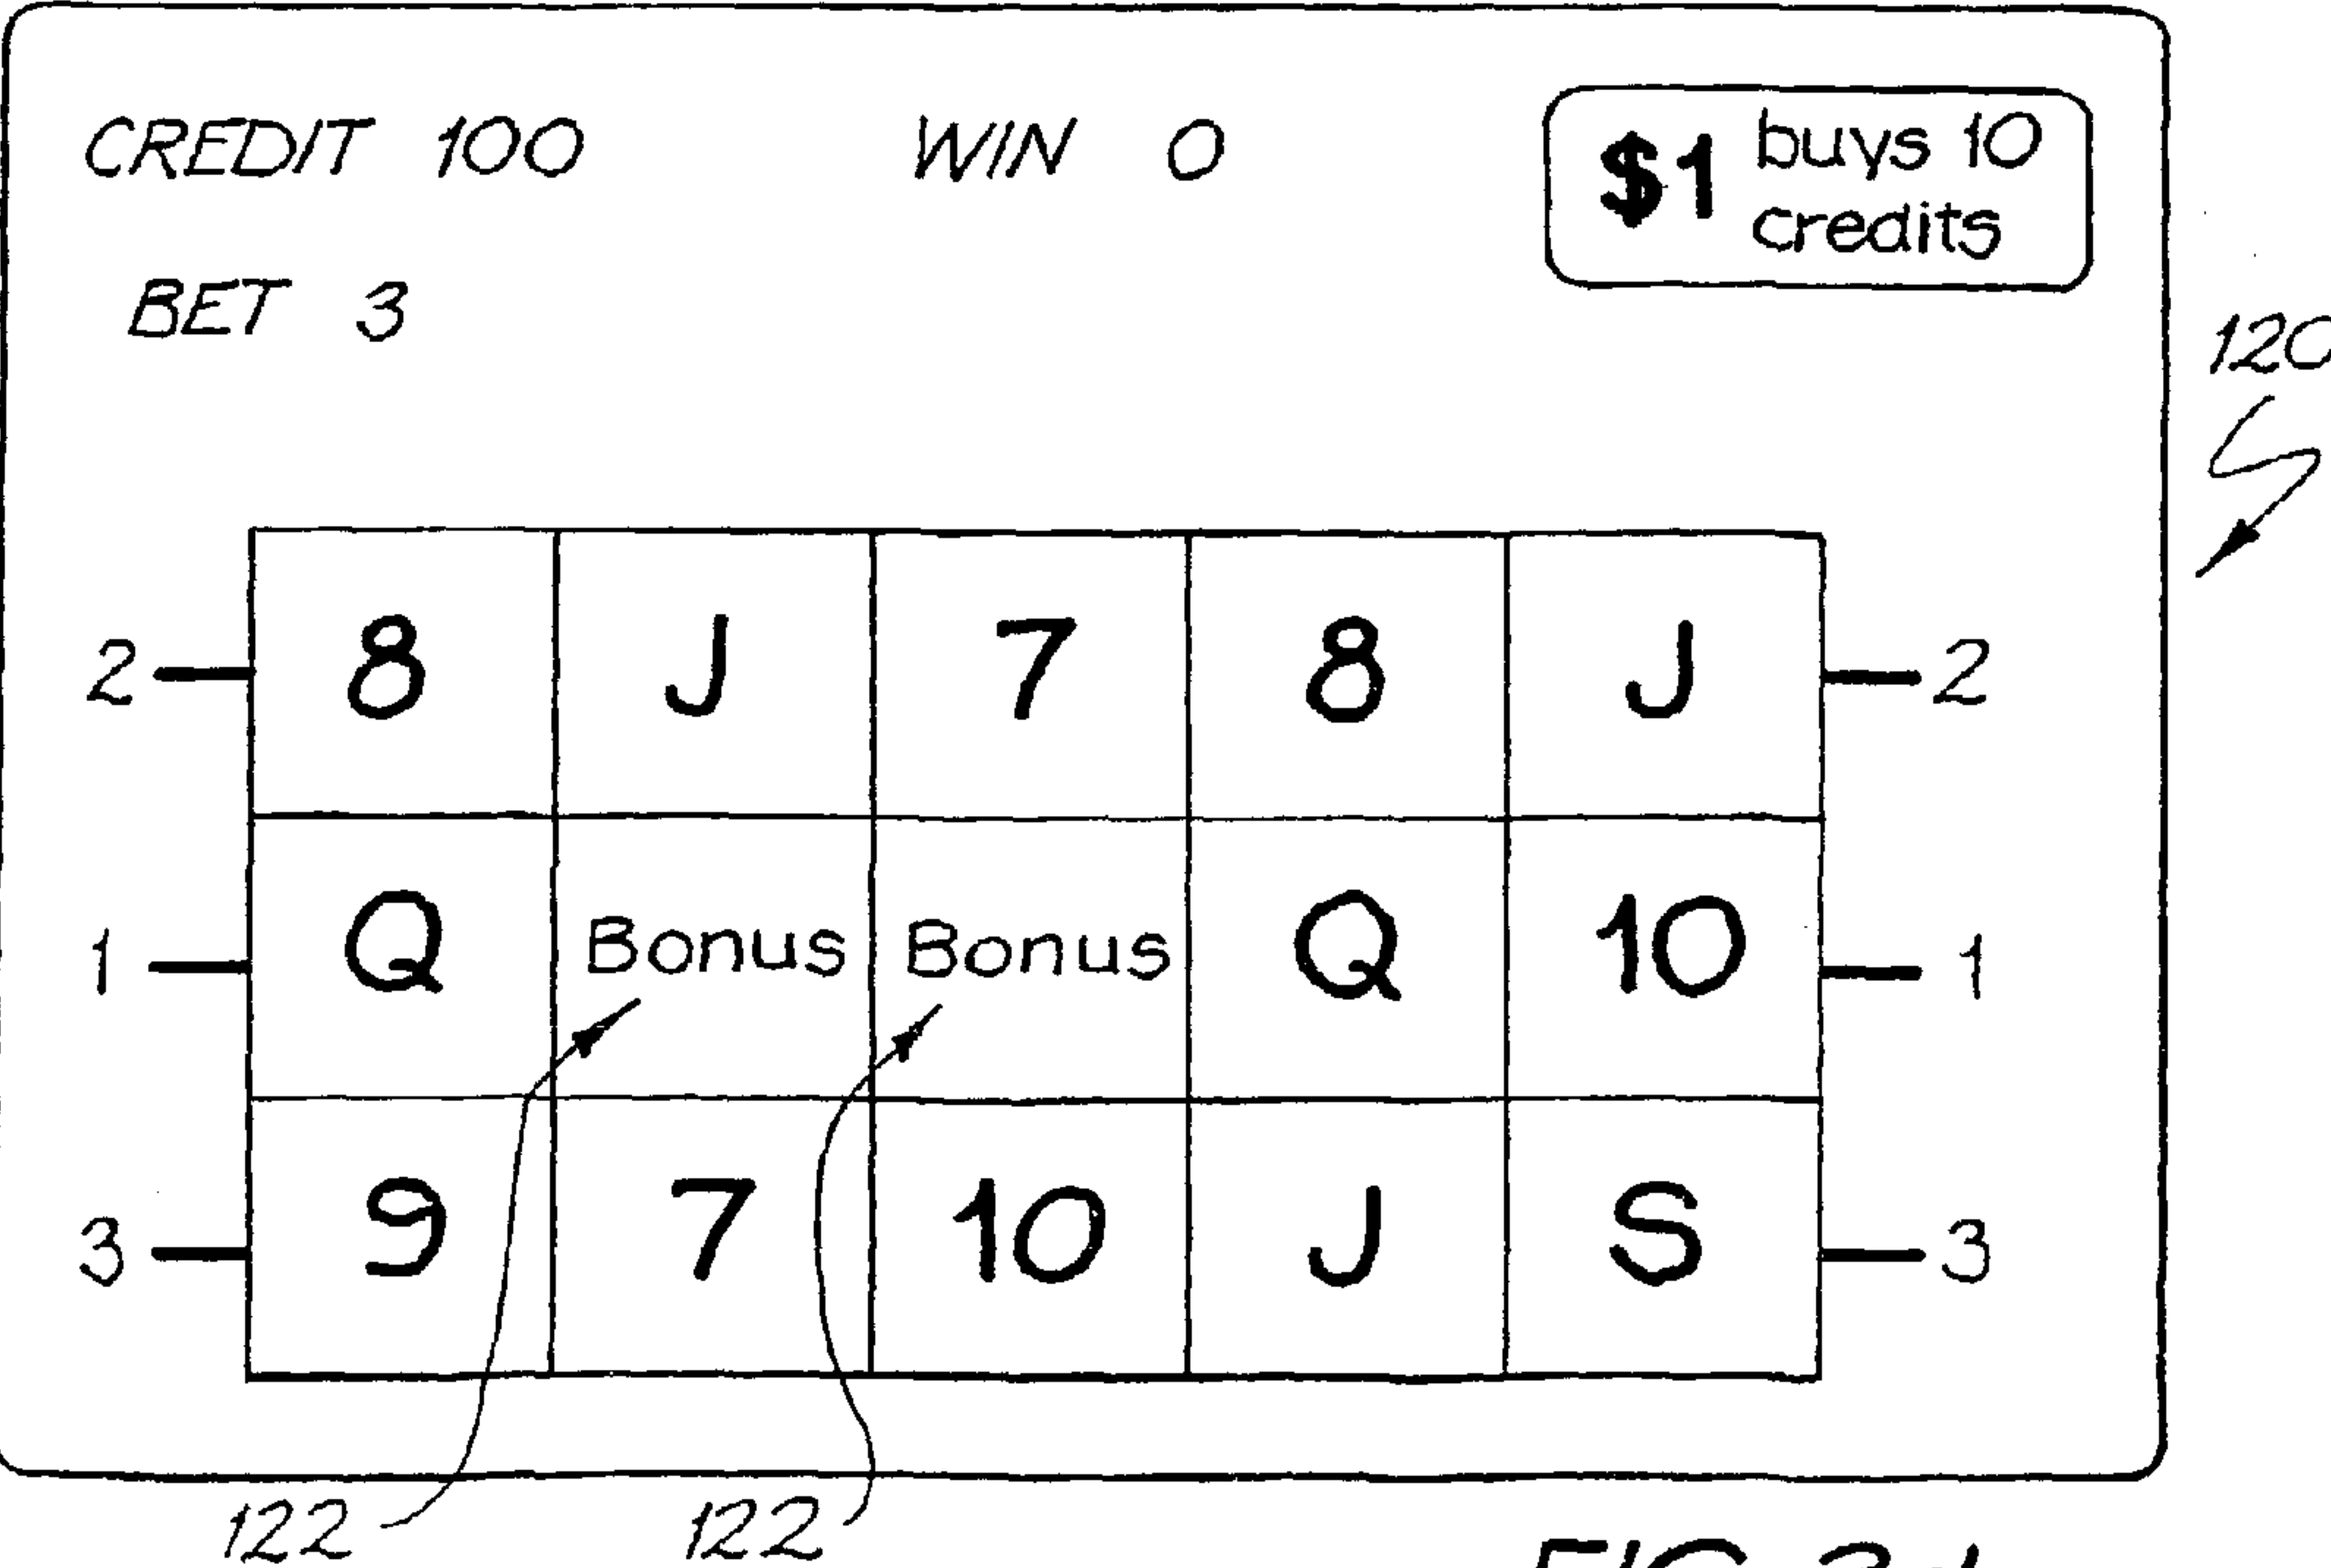 CREDIT 100 WIN 0 $1 buys 10 credits
BET 3
120
2 8 J 7 8 J 2
1 Q Bonus Bonus Q 10 1
3 9 7 10 J S 3
122 122